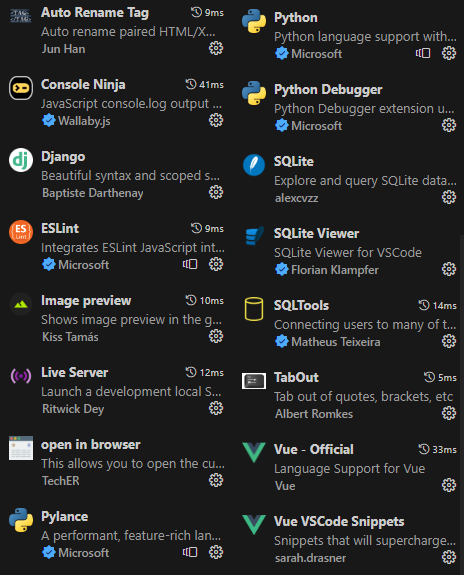 Auto Rename Tag 9ms
Auto rename paired HTML/X...
Jun Han
Console Ninja 41ms
JavaScript console.log output ...
Wallaby.js
Django
Beautiful syntax and scoped s...
Baptiste Darthenay
ESLint 9ms
Integrates ESLint JavaScript int...
Microsoft
Image preview 10ms
Shows image preview in the g...
Kiss Tamás
Live Server 12ms
Launch a development local S...
Ritwick Dey
open in browser
This allows you to open the cu...
TechER
Pylance
A performant, feature-rich lan...
Microsoft
Python
Python language support with...
Microsoft
Python Debugger
Python Debugger extension u...
Microsoft
SQLite
Explore and query SQLite data...
alexcvzz
SQLite Viewer
SQLite Viewer for VSCode
Florian Klampfer
SQLTools 14ms
Connecting users to many of t...
Matheus Teixeira
TabOut 5ms
Tab out of quotes, brackets, etc
Albert Romkes
Vue - Official 33ms
Language Support for Vue
Vue
Vue VSCode Snippets
Snippets that will supercharge...
sarah.drasner